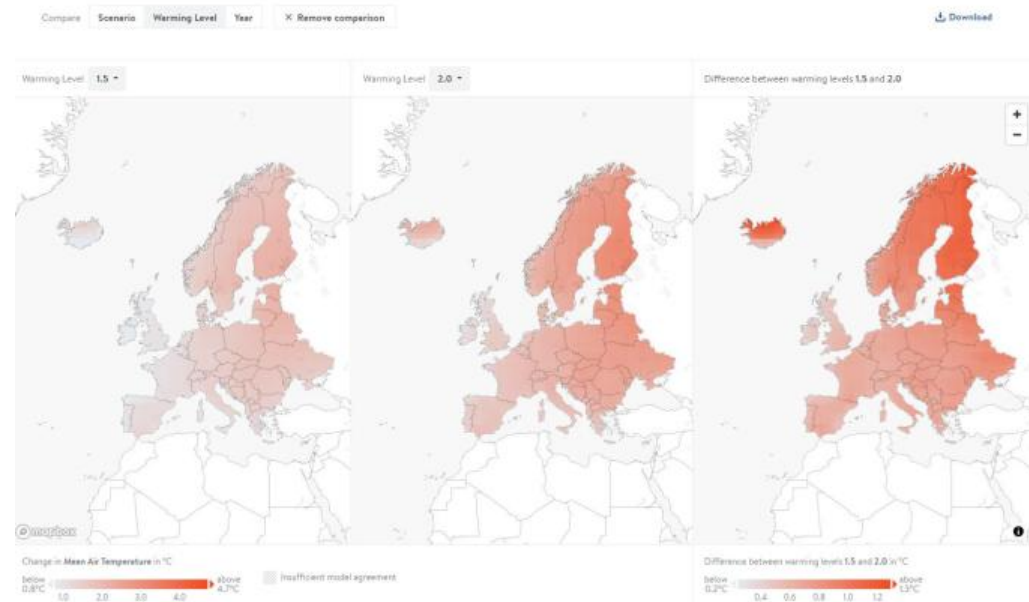 Compare Scenario Warming Level Year × Remove comparison Download
Warming Level 1.5 Warming Level 2.0 Difference between warming levels 1.5 and 2.0
+
−
mapbox
Change in Mean Air Temperature in °C Difference between warming levels 1.5 and 2.0 in °C
below 0.8°C above 4.7°C Insufficient model agreement below 0.2°C above 1.5°C
1.0 2.0 3.0 4.0 0.4 0.6 0.8 1.0 1.2